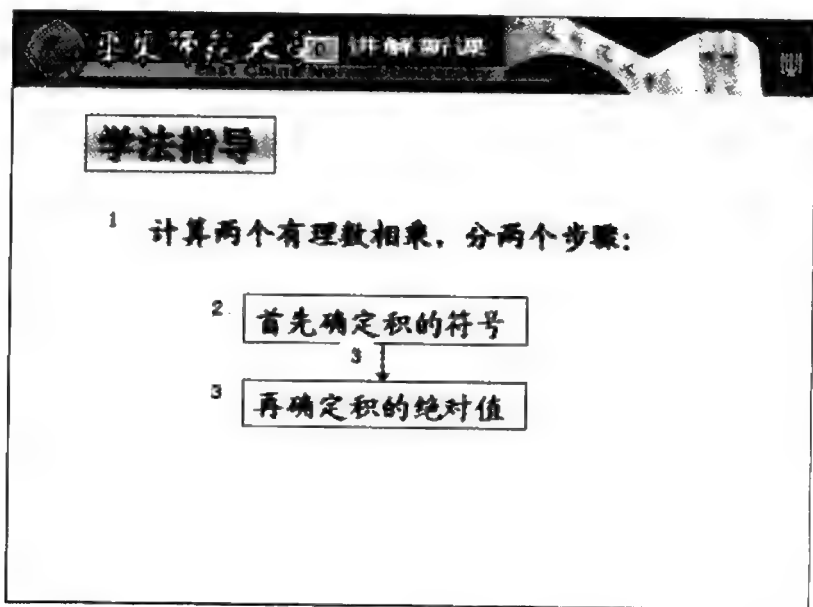 讲解新课
学法指导
1 计算两个有理数相乘，分两个步骤：
2 首先确定积的符号
3
3 再确定积的绝对值